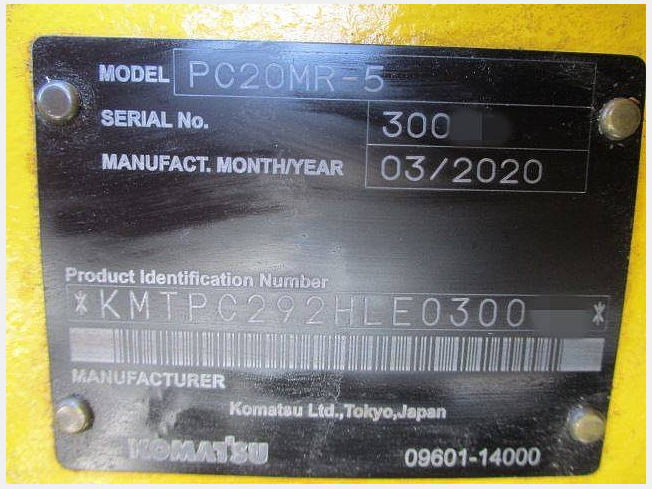 MODEL PC20MR-5
SERIAL No. 300
MANUFACT. MONTH/YEAR 03/2020
Product Identification Number
*KMTPC292HLE0300 *
MANUFACTURER
Komatsu Ltd.,Tokyo,Japan
KOMATSU 09601-14000